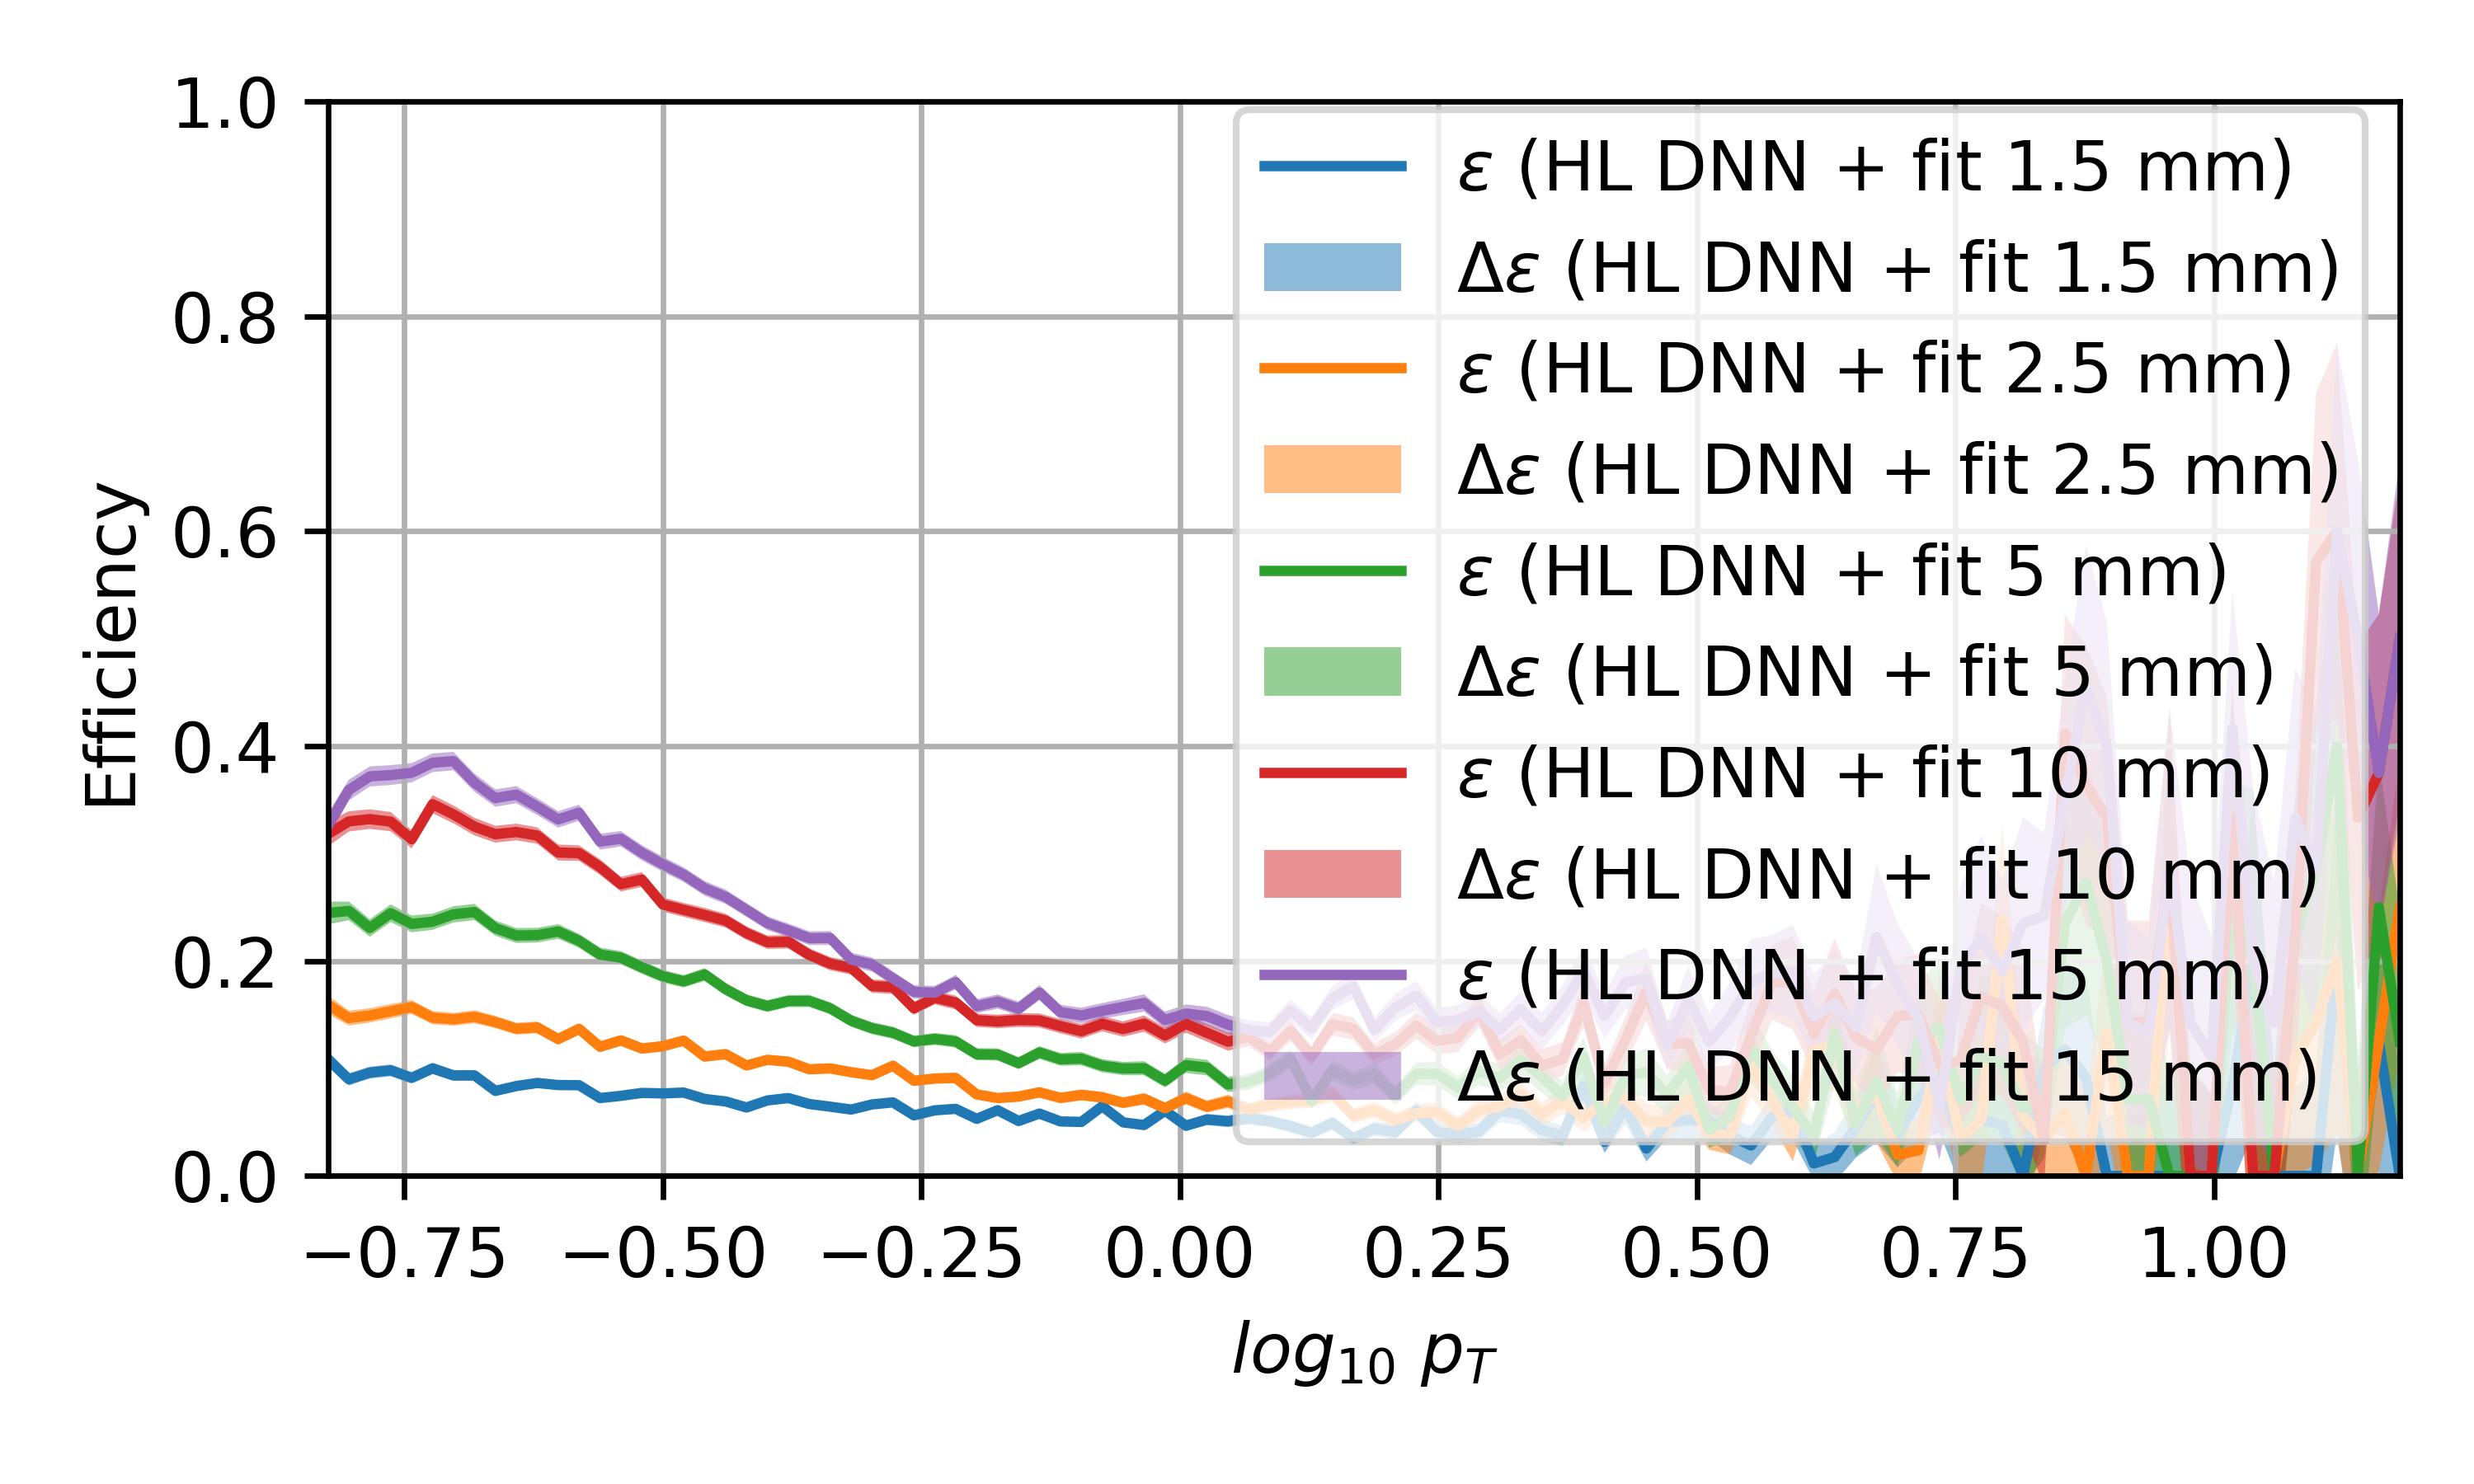 1.0
0.8
0.6
0.4
0.2
0.0
Efficiency
−0.75
−0.50
−0.25
0.00
0.25
0.50
0.75
1.00
log₁₀ p_T
ε (HL DNN + fit 1.5 mm)
Δε (HL DNN + fit 1.5 mm)
ε (HL DNN + fit 2.5 mm)
Δε (HL DNN + fit 2.5 mm)
ε (HL DNN + fit 5 mm)
Δε (HL DNN + fit 5 mm)
ε (HL DNN + fit 10 mm)
Δε (HL DNN + fit 10 mm)
ε (HL DNN + fit 15 mm)
Δε (HL DNN + fit 15 mm)